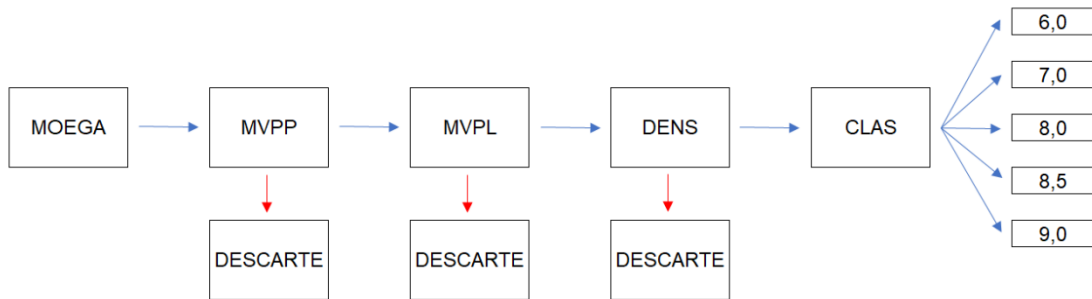 6,0
7,0
MOEGA MVPP MVPL DENS CLAS 8,0
8,5
DESCARTE DESCARTE DESCARTE 9,0